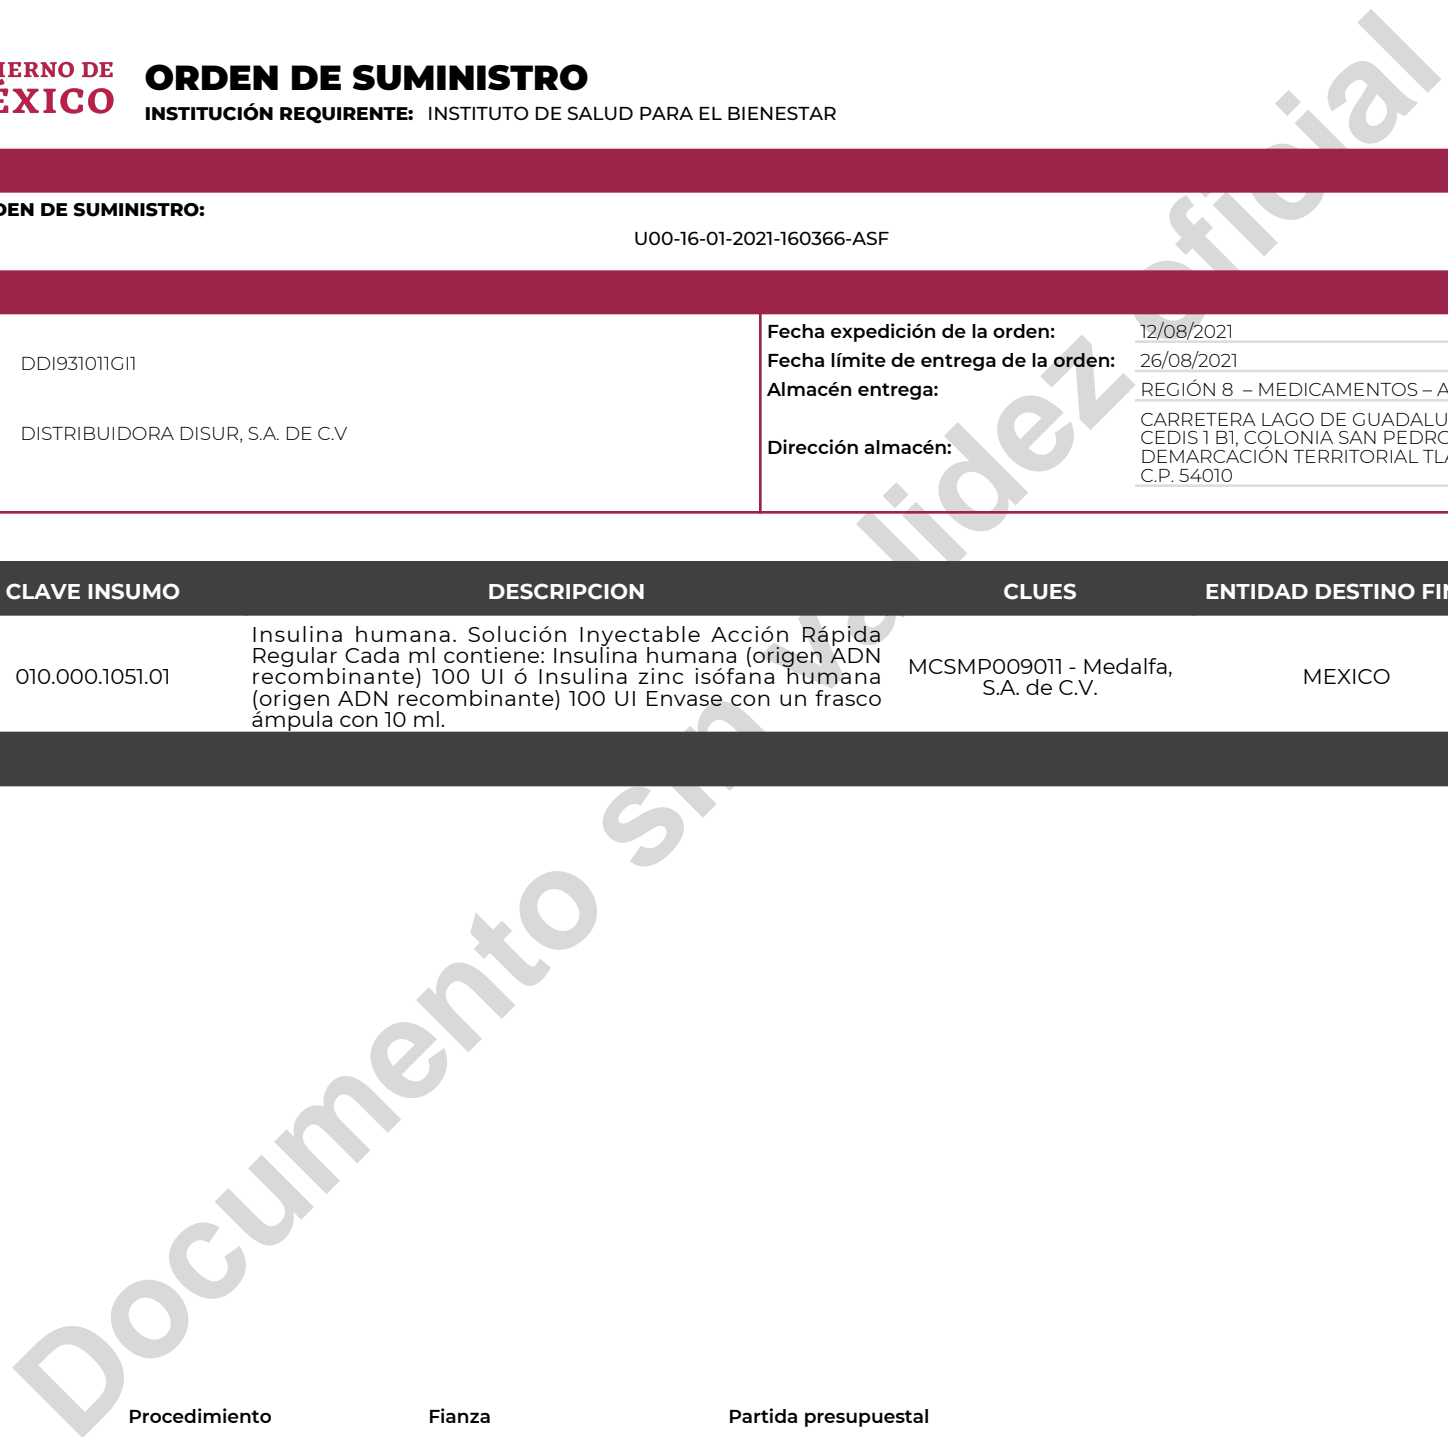 IERNO DE
ÉXICO
ORDEN DE SUMINISTRO
INSTITUCIÓN REQUIRENTE: INSTITUTO DE SALUD PARA EL BIENESTAR
DEN DE SUMINISTRO:
U00-16-01-2021-160366-ASF
DDI931011GI1
DISTRIBUIDORA DISUR, S.A. DE C.V
Fecha expedición de la orden: 12/08/2021
Fecha límite de entrega de la orden: 26/08/2021
Almacén entrega: REGIÓN 8 – MEDICAMENTOS – A
Dirección almacén:
CARRETERA LAGO DE GUADALU
CEDIS 1 B1, COLONIA SAN PEDRO
DEMARCACIÓN TERRITORIAL TLA
C.P. 54010
CLAVE INSUMO DESCRIPCION CLUES ENTIDAD DESTINO FIN
010.000.1051.01
Insulina humana. Solución Inyectable Acción Rápida
Regular Cada ml contiene: Insulina humana (origen ADN
recombinante) 100 UI ó Insulina zinc isófana humana
(origen ADN recombinante) 100 UI Envase con un frasco
ámpula con 10 ml.
MCSMP009011 - Medalfa,
S.A. de C.V.
MEXICO
Documento sin validez oficial
Procedimiento Fianza Partida presupuestal